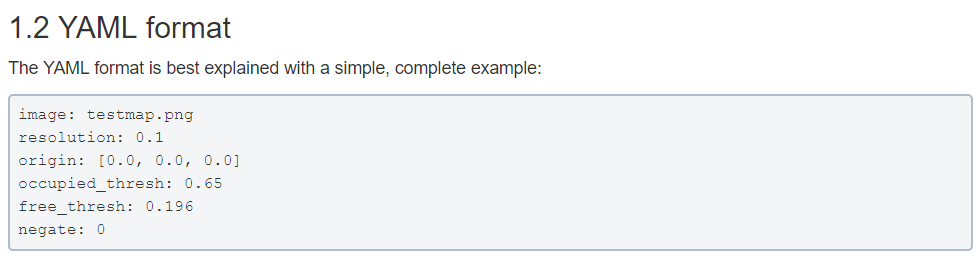 1.2 YAML format
The YAML format is best explained with a simple, complete example:
image: testmap.png
resolution: 0.1
origin: [0.0, 0.0, 0.0]
occupied_thresh: 0.65
free_thresh: 0.196
negate: 0